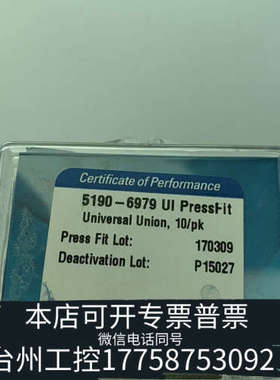 Certificate of Performance
5190-6979 UI PressFit
Universal Union, 10/pk
Press Fit Lot: 170309
Deactivation Lot: P15027
本店可开专票普票
微信电话同号
台州工控17758753092